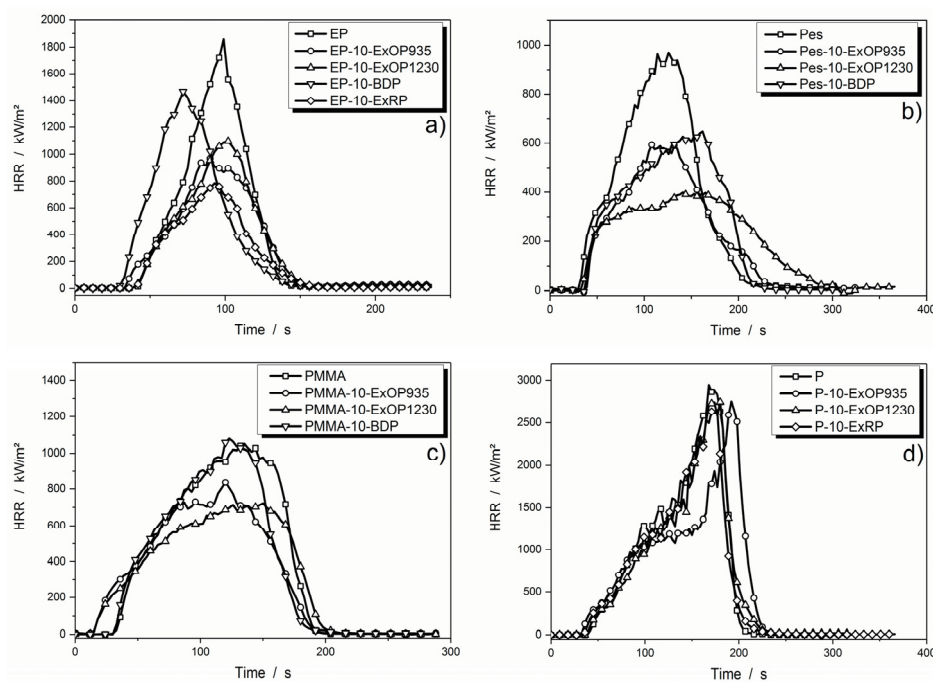 2000
1800
1600
1400
1200
1000
800
600
400
200
0
HRR / kW/m²
EP
EP-10-ExOP935
EP-10-ExOP1230
EP-10-BDP
EP-10-ExRP
a)
0 100 200
Time / s
1000
800
600
400
200
0
HRR / kW/m²
Pes
Pes-10-ExOP935
Pes-10-ExOP1230
Pes-10-BDP
b)
0 100 200 300 400
Time / s
1400
1200
1000
800
600
400
200
0
HRR / kW/m²
PMMA
PMMA-10-ExOP935
PMMA-10-ExOP1230
PMMA-10-BDP
c)
0 100 200 300
Time / s
3000
2500
2000
1500
1000
500
0
HRR / kW/m²
P
P-10-ExOP935
P-10-ExOP1230
P-10-ExRP
d)
0 100 200 300 400
Time / s